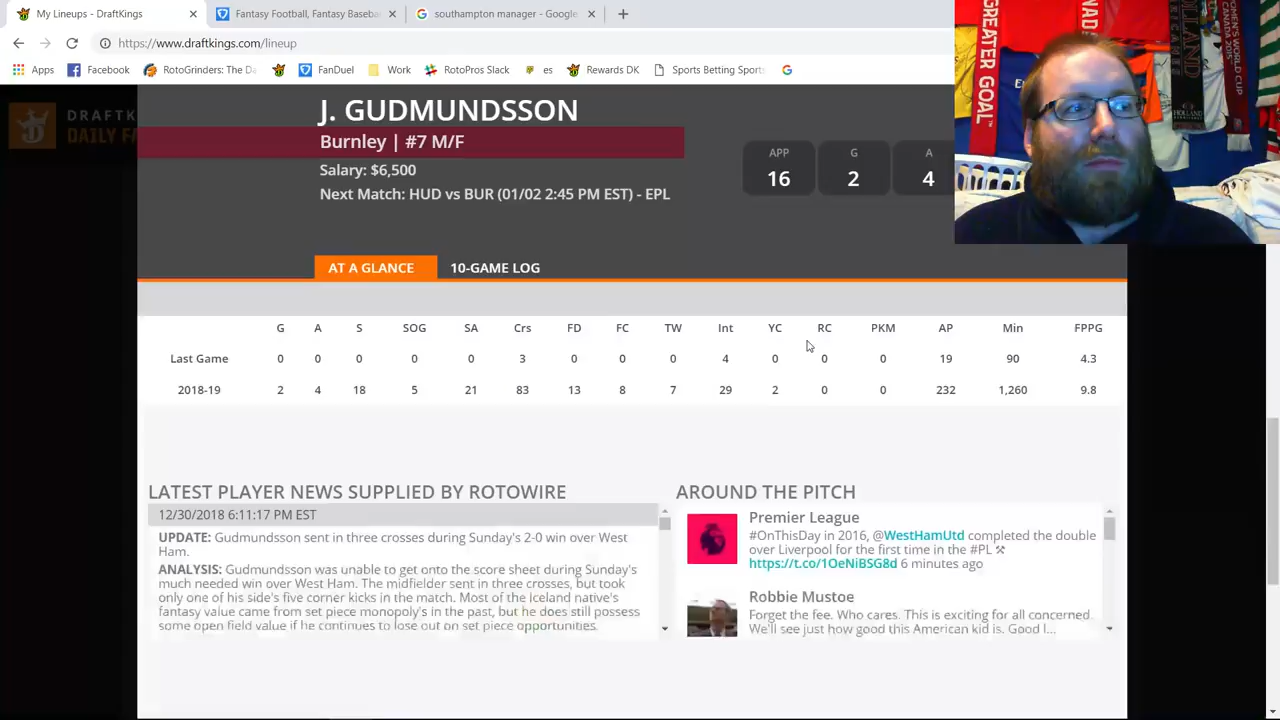 My Lineups - DraftKings
Fantasy Football, Fantasy Baseba
southampton manager - Google
https://www.draftkings.com/lineup
Apps
Facebook
RotoGrinders: The Da
FanDuel
Work
RotoPros Slack
ep
Rewards DK
Sports Betting Sport
DRAFTK
DAILY FA
J. GUDMUNDSSON
Burnley | #7 M/F
Salary: $6,500
Next Match: HUD vs BUR (01/02 2:45 PM EST) - EPL
APP G A
16 2 4
GREATER GOAL
WOMEN'S WORLD CUP
CANADA 2015
AT A GLANCE 10-GAME LOG
G A S SOG SA Crs FD FC TW Int YC RC PKM AP Min FPPG
Last Game 0 0 0 0 0 3 0 0 0 4 0 0 0 19 90 4.3
2018-19 2 4 18 5 21 83 13 8 7 29 2 0 0 232 1,260 9.8
LATEST PLAYER NEWS SUPPLIED BY ROTOWIRE
12/30/2018 6:11:17 PM EST
UPDATE: Gudmundsson sent in three crosses during Sunday's 2-0 win over West
Ham.
ANALYSIS: Gudmundsson was unable to get onto the score sheet during Sunday's
much needed win over West Ham. The midfielder sent in three crosses, but took
only one of his side's five corner kicks in the match. Most of the Iceland native's
fantasy value came from set piece monopoly's in the past, but he does still possess
some open field value if he continues to lose out on set piece opportunities.
AROUND THE PITCH
Premier League
#OnThisDay in 2016, @WestHamUtd completed the double
over Liverpool for the first time in the #PL ⚒
https://t.co/1OeNiBSG8d 6 minutes ago
Robbie Mustoe
Forget the fee. Who cares. This is exciting for all concerned.
We'll see just how good this American kid is. Good l...